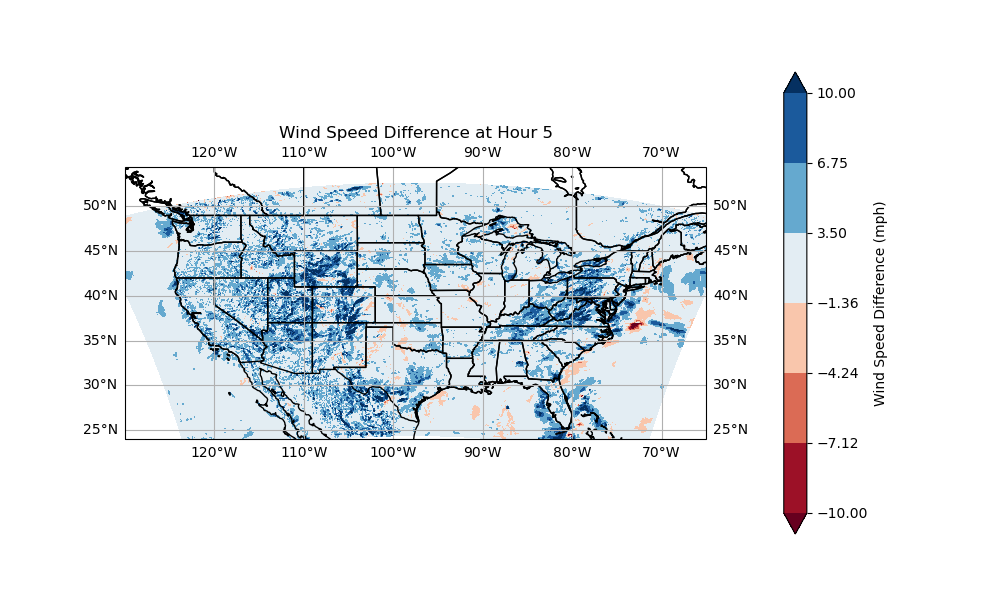 Wind Speed Difference at Hour 5
120°W 110°W 100°W 90°W 80°W 70°W
50°N 50°N
45°N 45°N
40°N 40°N
35°N 35°N
30°N 30°N
25°N 25°N
120°W 110°W 100°W 90°W 80°W 70°W
10.00
6.75
3.50
−1.36
−4.24
−7.12
−10.00
Wind Speed Difference (mph)